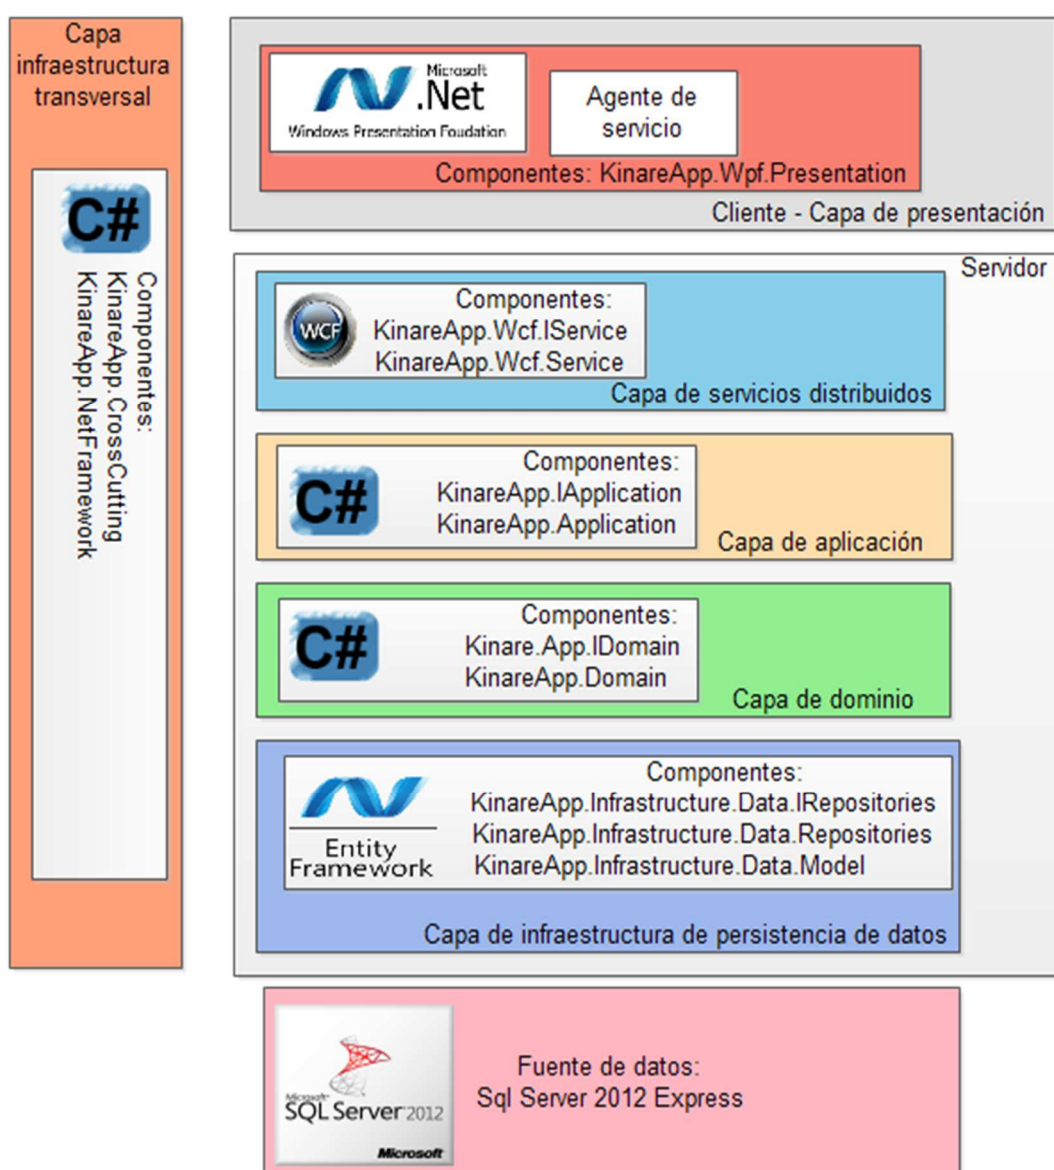 Capa
infraestructura
transversal
C#
Componentes:
KinareApp.CrossCutting
KinareApp.NetFramework
Microsoft
.Net
Windows Presentation Foudation
Agente de
servicio
Componentes: KinareApp.Wpf.Presentation
Cliente - Capa de presentación
Servidor
WCF
Componentes:
KinareApp.Wcf.IService
KinareApp.Wcf.Service
Capa de servicios distribuidos
C#
Componentes:
KinareApp.IApplication
KinareApp.Application
Capa de aplicación
C#
Componentes:
Kinare.App.IDomain
KinareApp.Domain
Capa de dominio
Entity
Framework
Componentes:
KinareApp.Infrastructure.Data.IRepositories
KinareApp.Infrastructure.Data.Repositories
KinareApp.Infrastructure.Data.Model
Capa de infraestructura de persistencia de datos
Microsoft
SQL Server 2012
Microsoft
Fuente de datos:
Sql Server 2012 Express